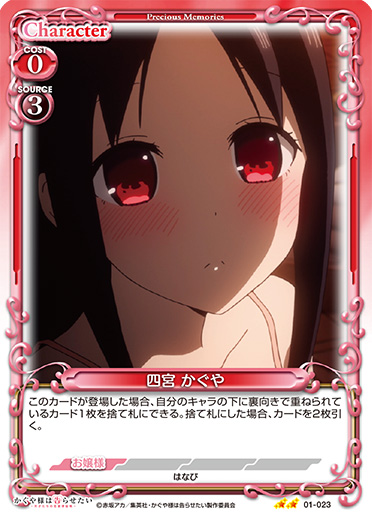 Precious Memories
Character
COST
0
SOURCE
3
四宮 かぐや
このカードが登場した場合、自分のキャラの下に裏向きで重ねられて
いるカード1枚を捨て札にできる。捨て札にした場合、カードを2枚引
く。
お嬢様
はなび
かぐや様は告らせたい
©赤坂アカ/集英社・かぐや様は告らせたい製作委員会
01-023